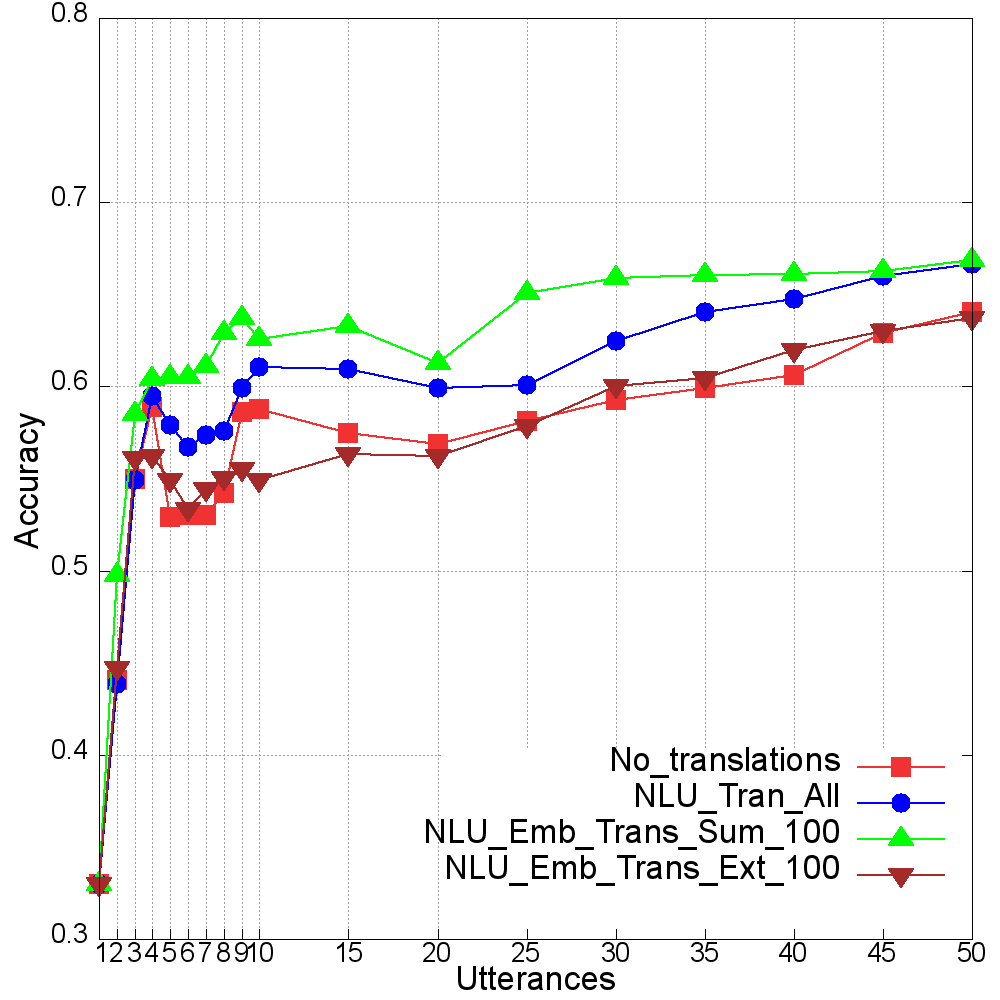 0.8
0.7
0.6
0.5
0.4
0.3
Accuracy
No_translations
NLU_Tran_All
NLU_Emb_Trans_Sum_100
NLU_Emb_Trans_Ext_100
1 2 3 4 5 6 7 8 9 10 15 20 25 30 35 40 45 50
Utterances